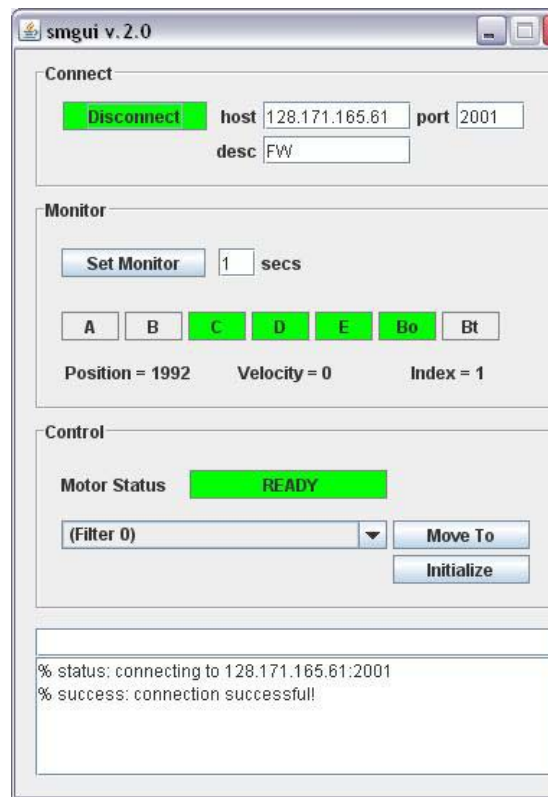 smgui v.2.0
Connect
Disconnect host 128.171.165.61 port 2001
desc FW
Monitor
Set Monitor 1 secs
A B C D E Bo Bt
Position = 1992 Velocity = 0 Index = 1
Control
Motor Status READY
(Filter 0) Move To
Initialize
% status: connecting to 128.171.165.61:2001
% success: connection successful!